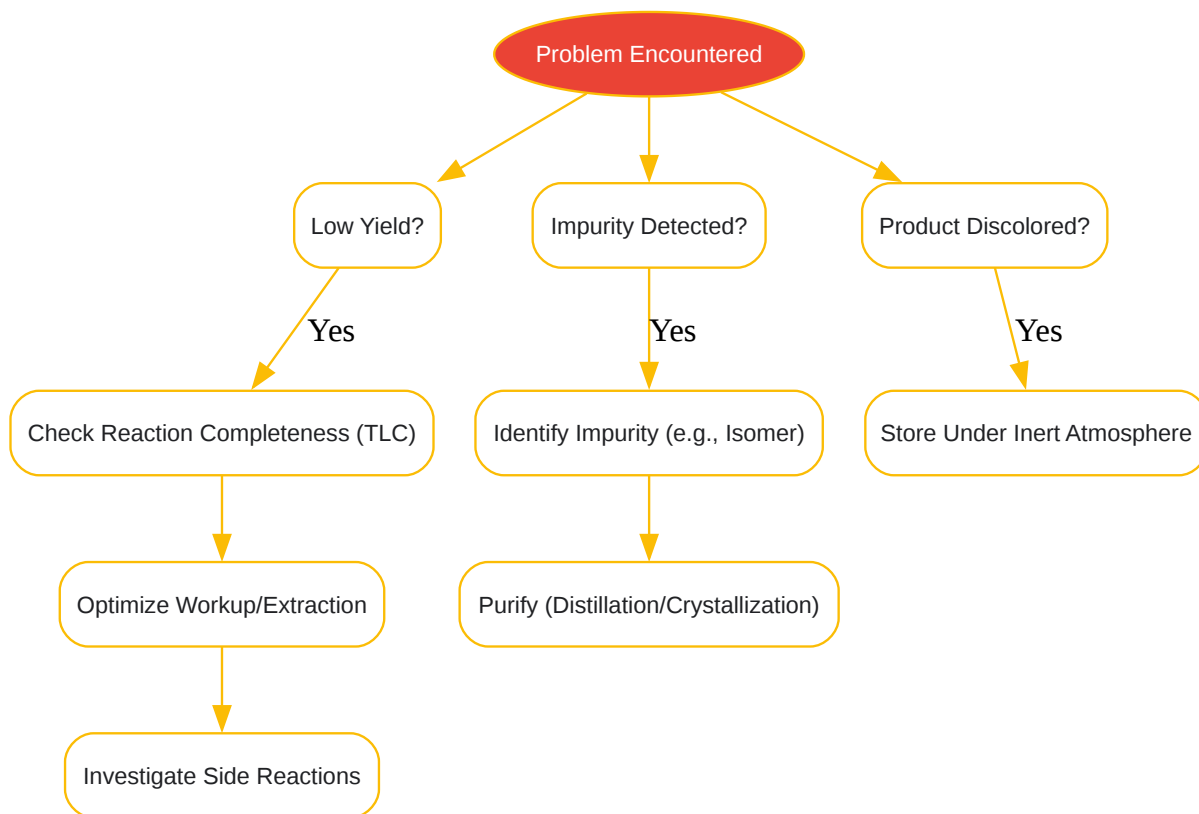 Problem Encountered
Low Yield?
Impurity Detected?
Product Discolored?
Yes
Yes
Yes
Check Reaction Completeness (TLC)
Identify Impurity (e.g., Isomer)
Store Under Inert Atmosphere
Optimize Workup/Extraction
Purify (Distillation/Crystallization)
Investigate Side Reactions